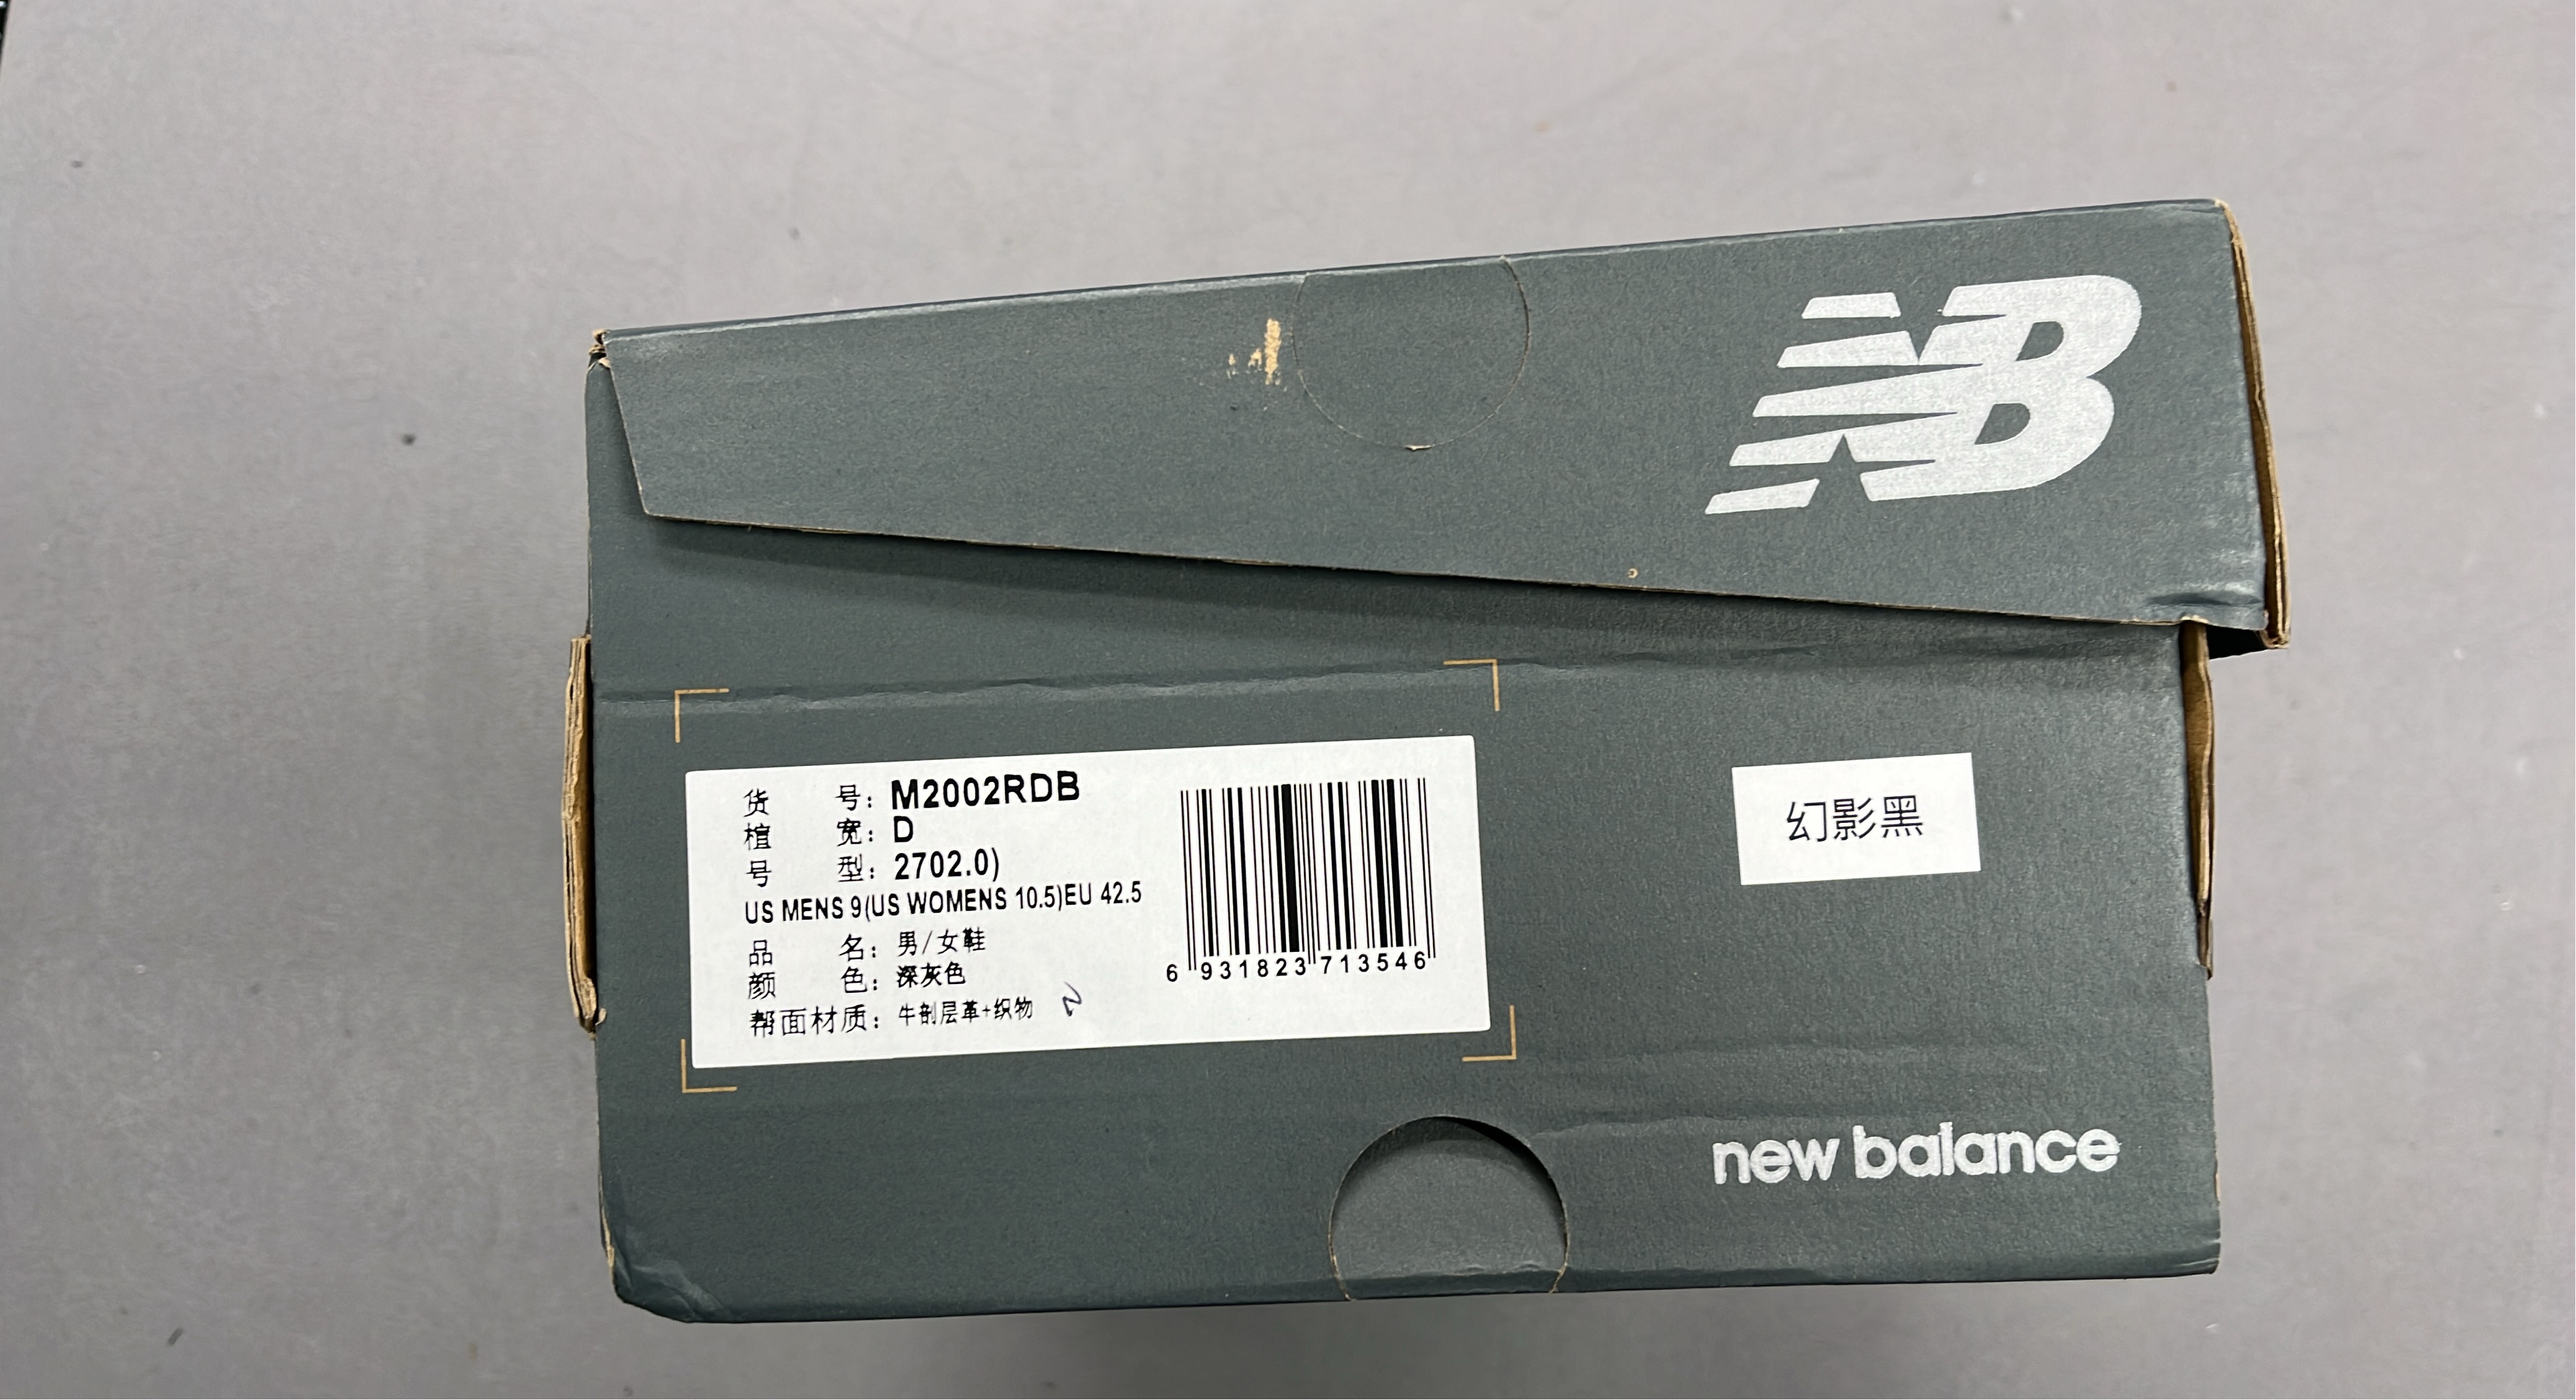 NB
货 号: M2002RDB
楦 宽: D
号 型: 2702.0)
US MENS 9(US WOMENS 10.5)EU 42.5
品 名: 男/女鞋
颜 色: 深灰色
帮面材质: 牛剖层革+织物
6 931823 713546
幻影黑
new balance